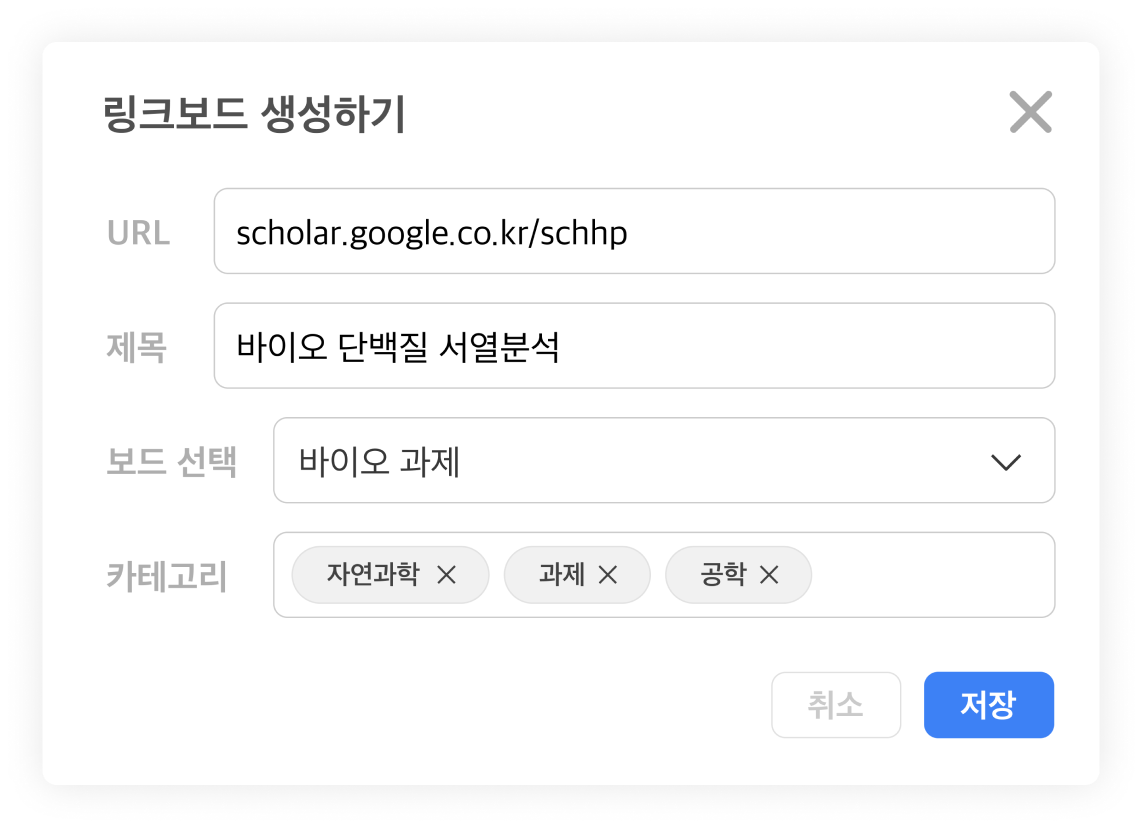 링크보드 생성하기
URL scholar.google.co.kr/schhp
제목 바이오 단백질 서열분석
보드 선택 바이오 과제
카테고리 자연과학 과제 공학
취소 저장